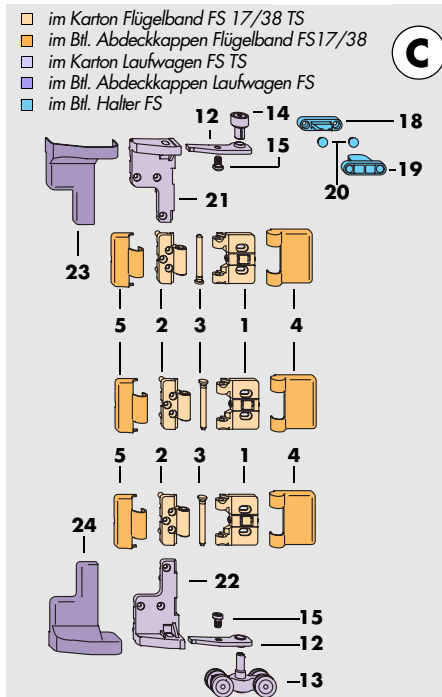 im Karton Flügelband FS 17/38 TS
im Btl. Abdeckkappen Flügelband FS17/38
im Karton Laufwagen FS TS
im Btl. Abdeckkappen Laufwagen FS
im Btl. Halter FS
C
12
14
18
15
20
19
21
23
5 2 3 1 4
5 2 3 1 4
24
22
15
12
13